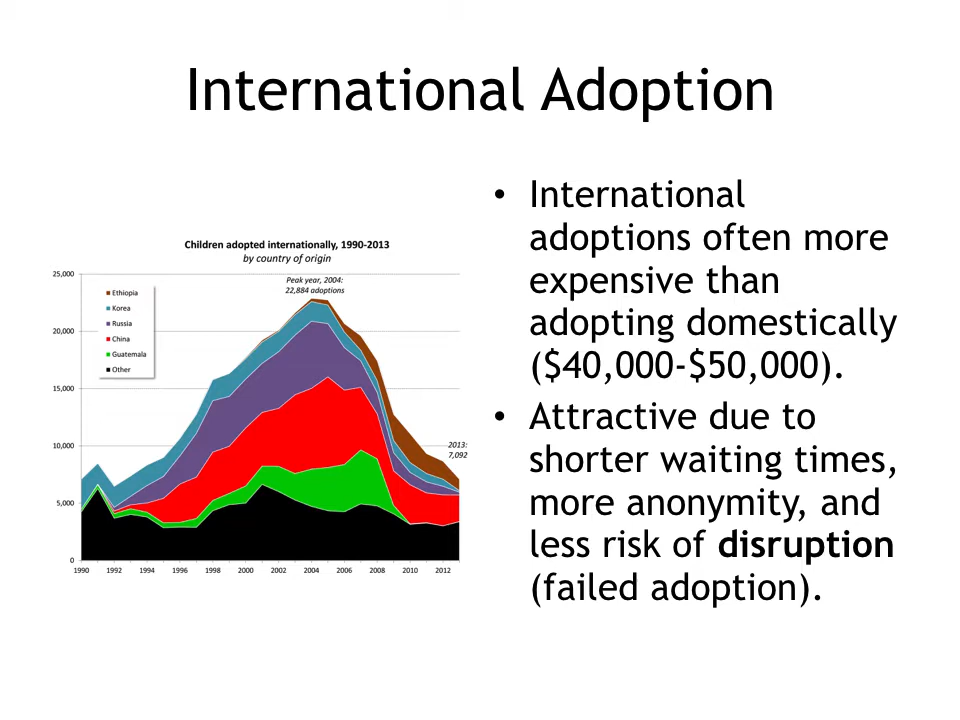 International Adoption
Children adopted internationally, 1990-2013
by country of origin
25,000
20,000
15,000
10,000
5,000
0
Ethiopia
Korea
Russia
China
Guatemala
Other
Peak year, 2004:
22,884 adoptions
2013:
7,092
1990 1992 1994 1996 1998 2000 2002 2004 2006 2008 2010 2012
• International
adoptions often more
expensive than
adopting domestically
($40,000-$50,000).
• Attractive due to
shorter waiting times,
more anonymity, and
less risk of disruption
(failed adoption).